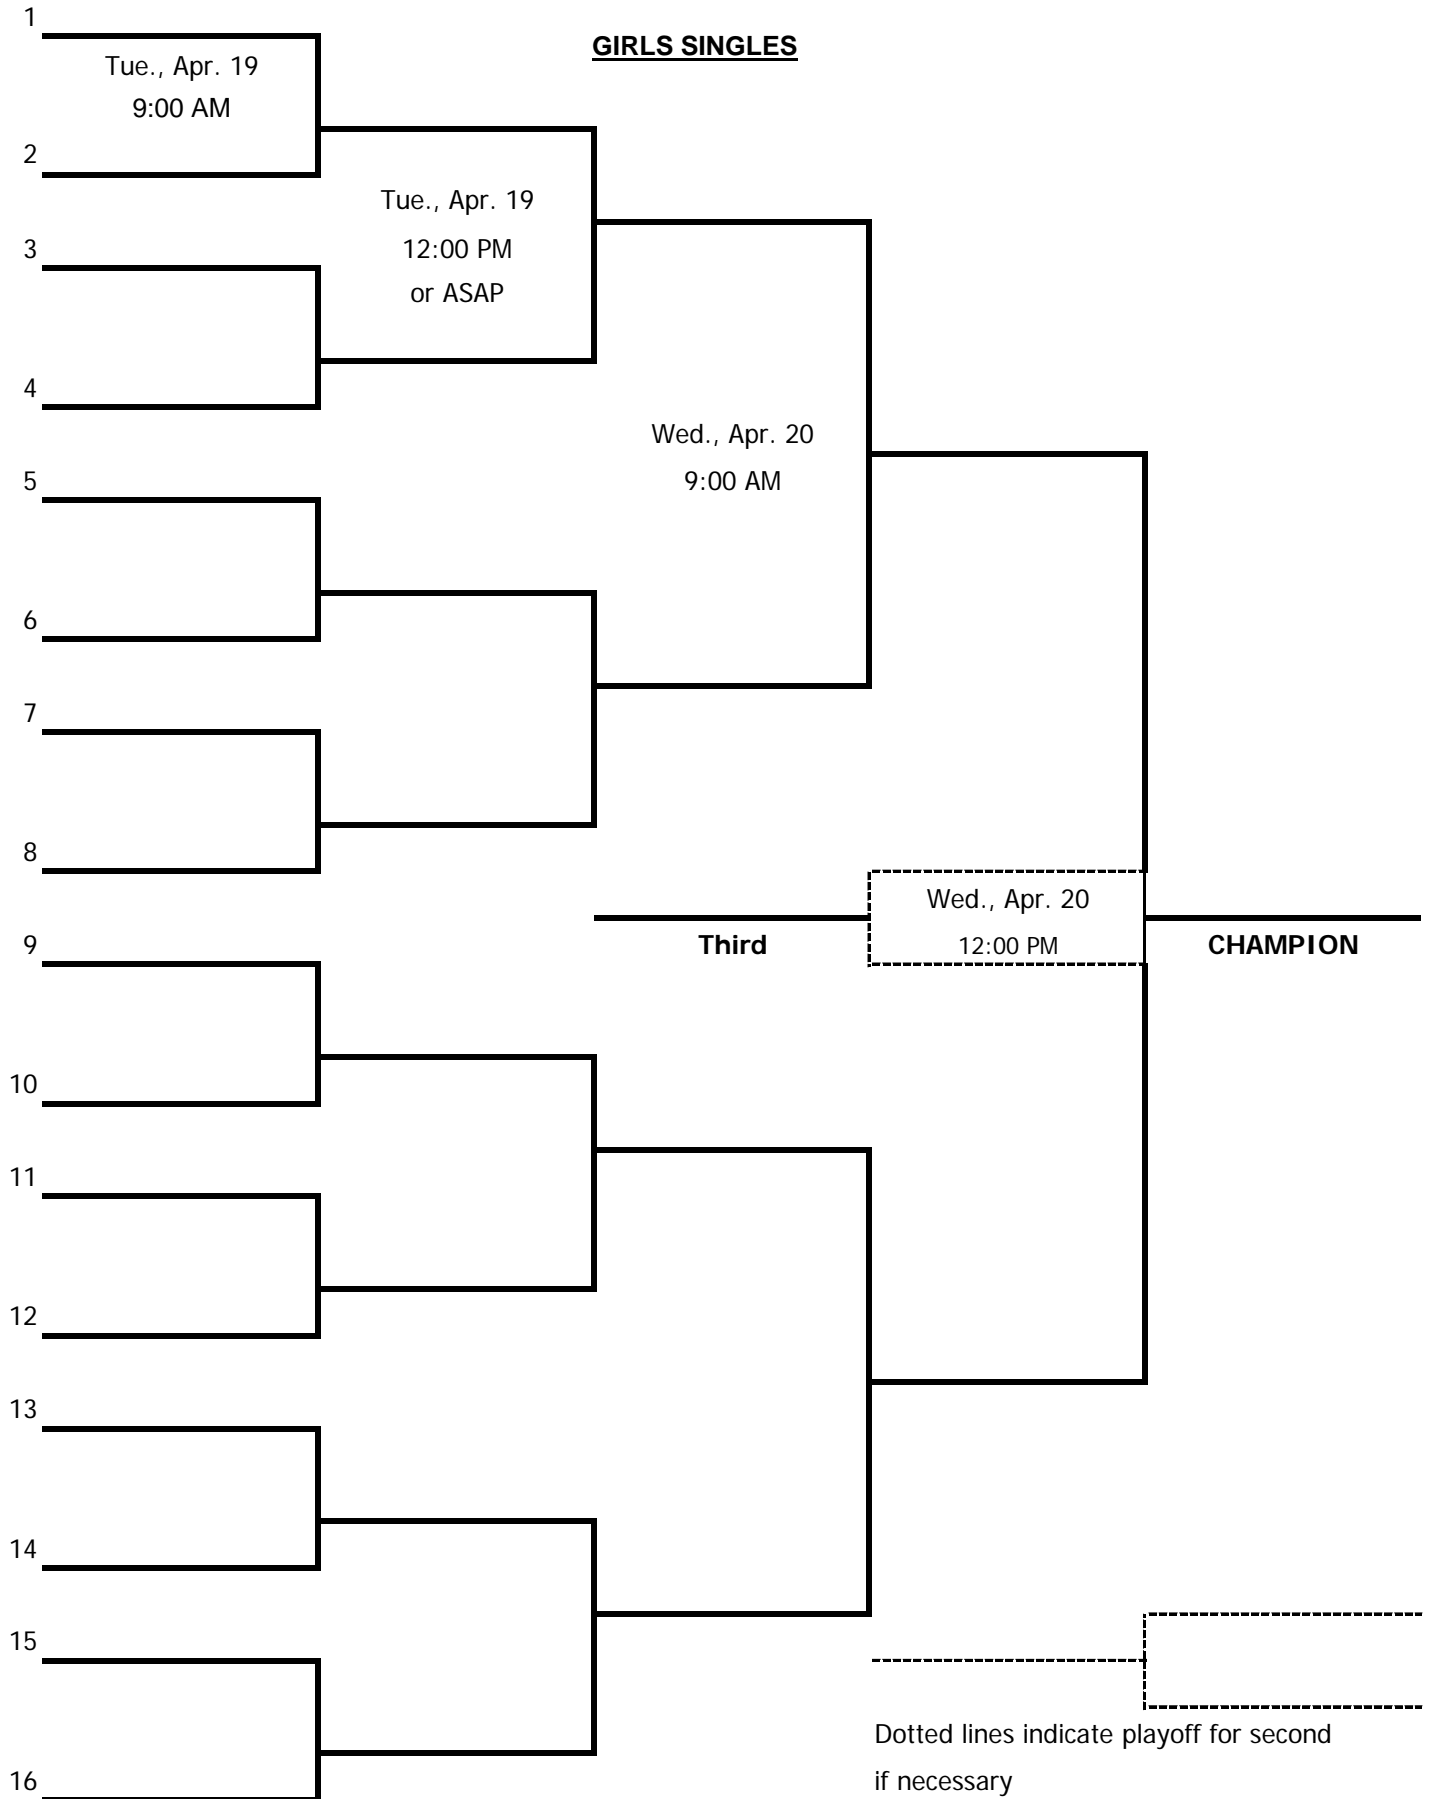 GIRLS SINGLES
1
Tue., Apr. 19
9:00 AM
2
Tue., Apr. 19
12:00 PM
or ASAP
3
4
Wed., Apr. 20
9:00 AM
5
6
7
8
Wed., Apr. 20
12:00 PM
Third
CHAMPION
9
10
11
12
13
14
15
16
Dotted lines indicate playoff for second
if necessary